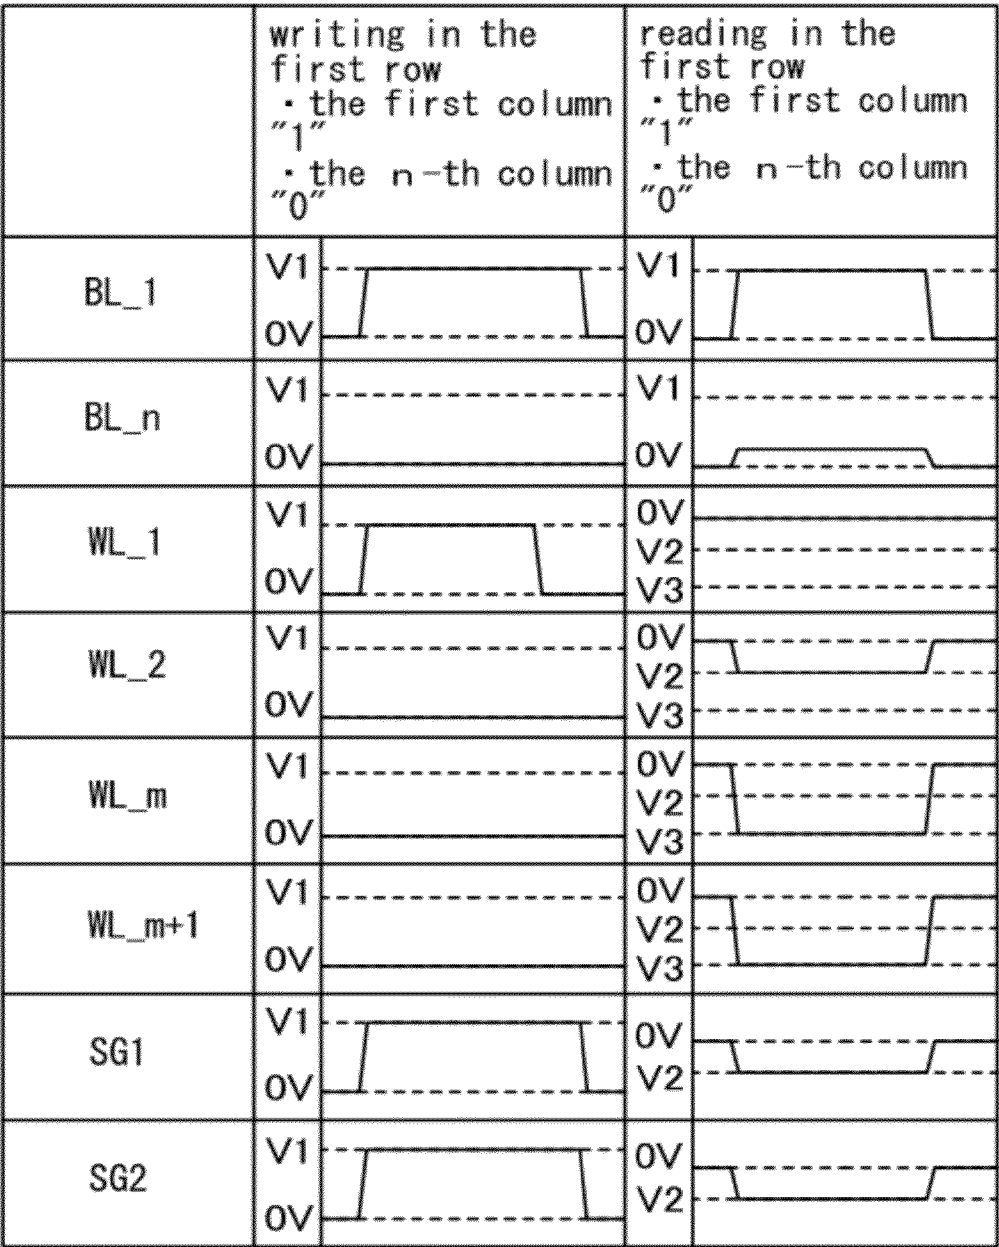 writing in the
first row
・the first column
"1"
・the n-th column
"0"
reading in the
first row
・the first column
"1"
・the n-th column
"0"
BL_1
V1
0V
V1
0V
BL_n
V1
0V
V1
0V
WL_1
V1
0V
0V
V2
V3
WL_2
V1
0V
0V
V2
V3
WL_m
V1
0V
0V
V2
V3
WL_m+1
V1
0V
0V
V2
V3
SG1
V1
0V
0V
V2
SG2
V1
0V
0V
V2